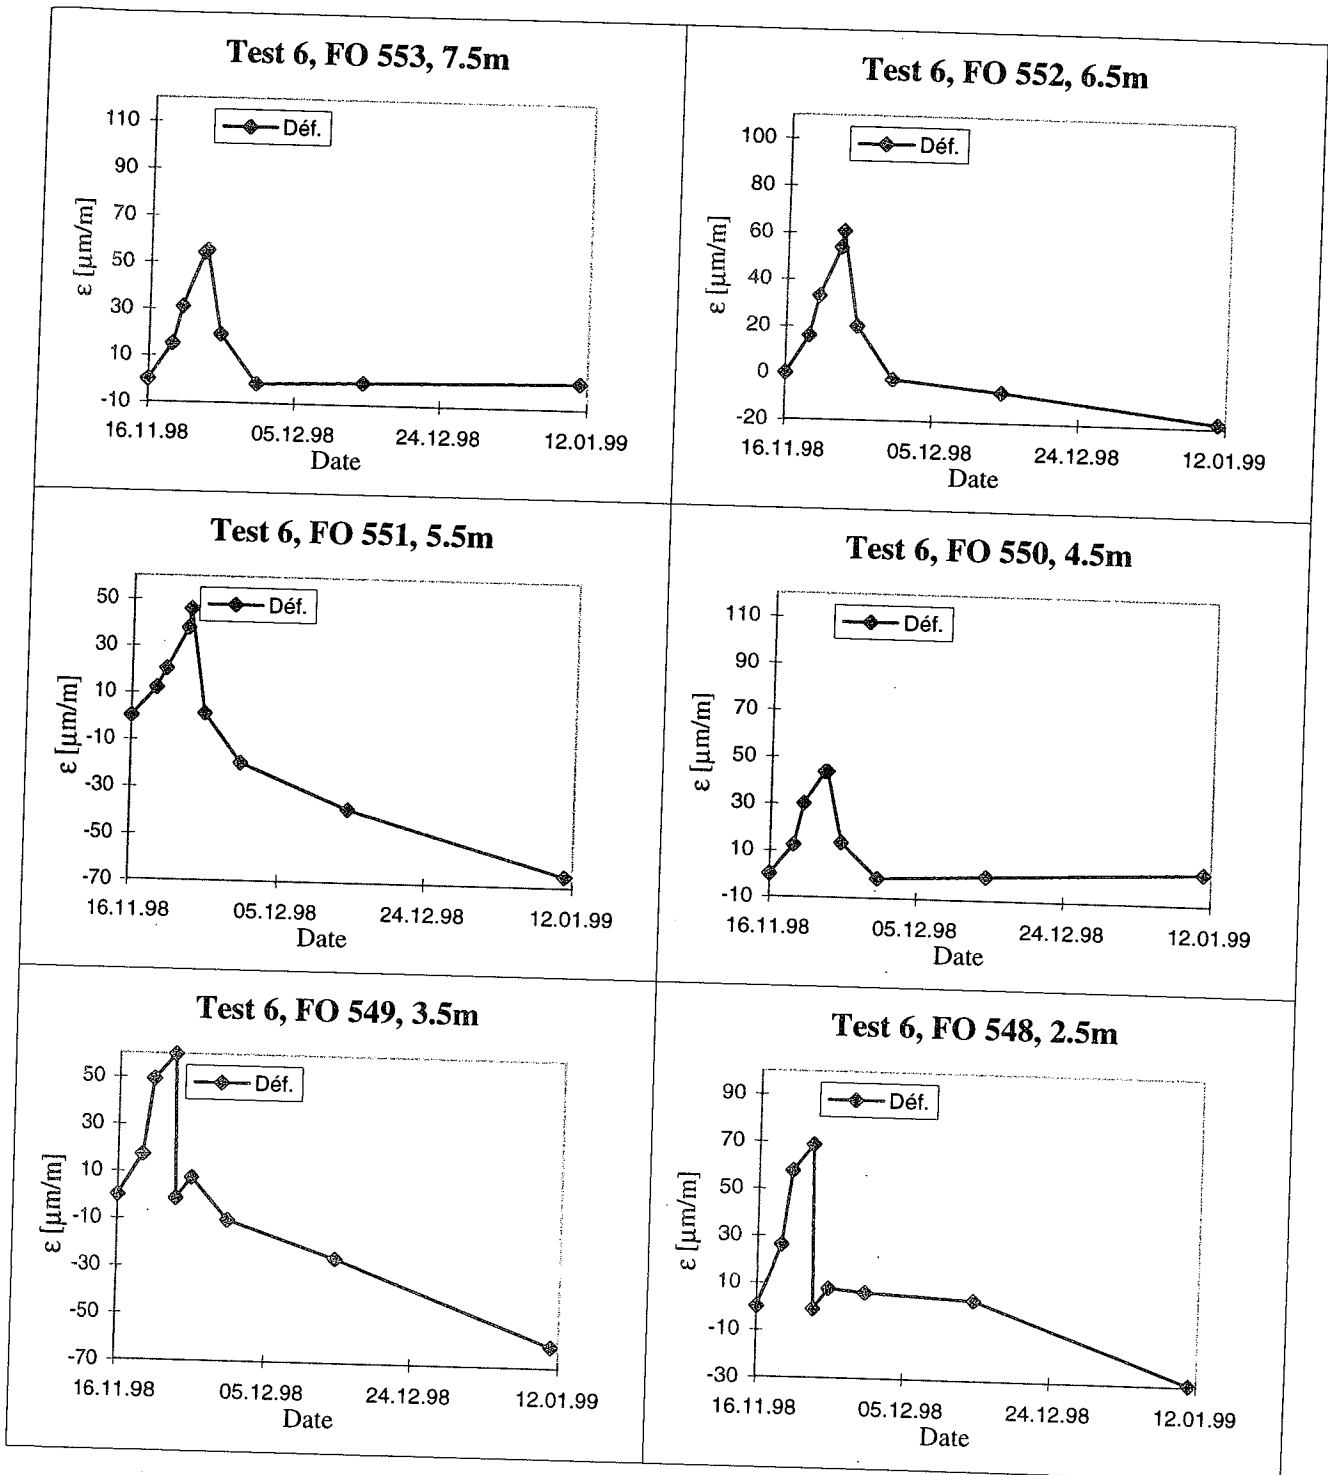 Test 6, FO 553, 7.5m
Déf.
110
90
70
50
30
10
-10
ε [µm/m]
16.11.98 05.12.98 24.12.98 12.01.99
Date
Test 6, FO 552, 6.5m
Déf.
100
80
60
40
20
0
-20
ε [µm/m]
16.11.98 05.12.98 24.12.98 12.01.99
Date
Test 6, FO 551, 5.5m
Déf.
50
30
10
-10
-30
-50
-70
ε [µm/m]
16.11.98 05.12.98 24.12.98 12.01.99
Date
Test 6, FO 550, 4.5m
Déf.
110
90
70
50
30
10
-10
ε [µm/m]
16.11.98 05.12.98 24.12.98 12.01.99
Date
Test 6, FO 549, 3.5m
Déf.
50
30
10
-10
-30
-50
-70
ε [µm/m]
16.11.98 05.12.98 24.12.98 12.01.99
Date
Test 6, FO 548, 2.5m
Déf.
90
70
50
30
10
-10
-30
ε [µm/m]
16.11.98 05.12.98 24.12.98 12.01.99
Date